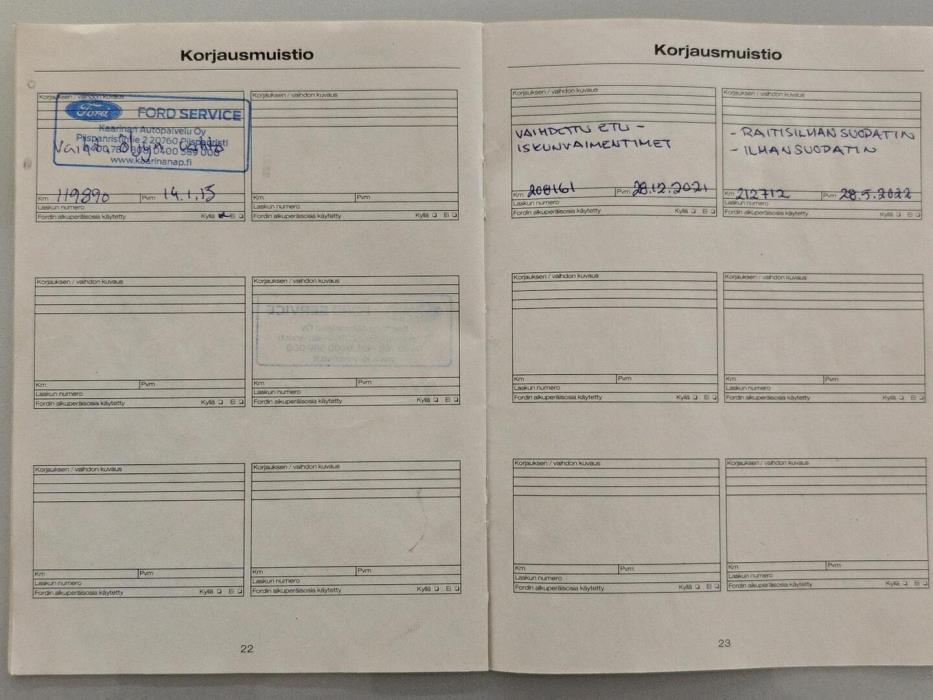 Korjausmuistio
Korjauksen / vaihdon kuvaus
Ford
FORD SERVICE
Kaarinan Autopalvelu Oy
Piispanristintie 2 20760 Piispanristi
www.kaarinanap.fi
Vaihteistoöljyn vaihto
Km 119890 Pvm 14.1.15
Laskun numero
Fordin alkuperäisosia käytetty Kyllä Ei
Korjauksen / vaihdon kuvaus
Km Pvm
Laskun numero
Fordin alkuperäisosia käytetty Kyllä Ei
Korjauksen / vaihdon kuvaus
Km Pvm
Laskun numero
Fordin alkuperäisosia käytetty Kyllä Ei
Korjauksen / vaihdon kuvaus
Km Pvm
Laskun numero
Fordin alkuperäisosia käytetty Kyllä Ei
Korjauksen / vaihdon kuvaus
Km Pvm
Laskun numero
Fordin alkuperäisosia käytetty Kyllä Ei
Korjauksen / vaihdon kuvaus
Km Pvm
Laskun numero
Fordin alkuperäisosia käytetty Kyllä Ei
22
Korjausmuistio
Korjauksen / vaihdon kuvaus
VAIHDETTU ETU-
ISKUNVAIMENTIMET
Km 208161 Pvm 28.12.2021
Laskun numero
Fordin alkuperäisosia käytetty Kyllä Ei
Korjauksen / vaihdon kuvaus
- RAITISILMANSUODATIN
- ILMANSUODATIN
Km 212712 Pvm 28.5.2022
Laskun numero
Fordin alkuperäisosia käytetty Kyllä Ei
Korjauksen / vaihdon kuvaus
Km Pvm
Laskun numero
Fordin alkuperäisosia käytetty Kyllä Ei
Korjauksen / vaihdon kuvaus
Km Pvm
Laskun numero
Fordin alkuperäisosia käytetty Kyllä Ei
Korjauksen / vaihdon kuvaus
Km Pvm
Laskun numero
Fordin alkuperäisosia käytetty Kyllä Ei
Korjauksen / vaihdon kuvaus
Km Pvm
Laskun numero
Fordin alkuperäisosia käytetty Kyllä Ei
23